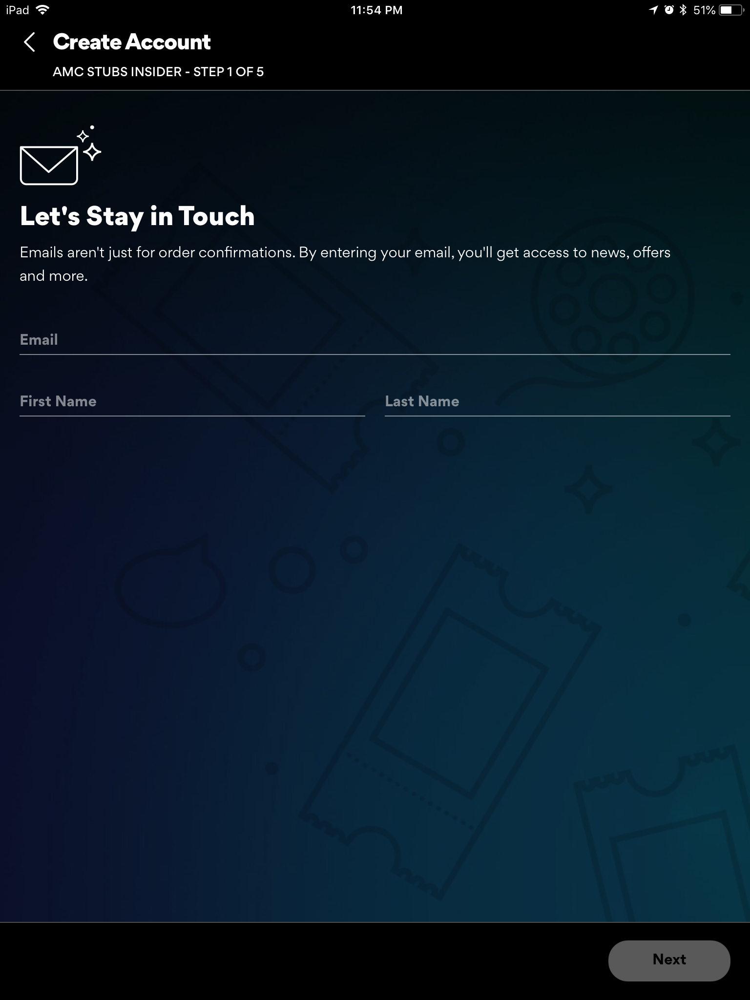 iPad 11:54 PM 51%
Create Account
AMC STUBS INSIDER - STEP 1 OF 5
Let's Stay in Touch
Emails aren't just for order confirmations. By entering your email, you'll get access to news, offers
and more.
Email
First Name Last Name
Next